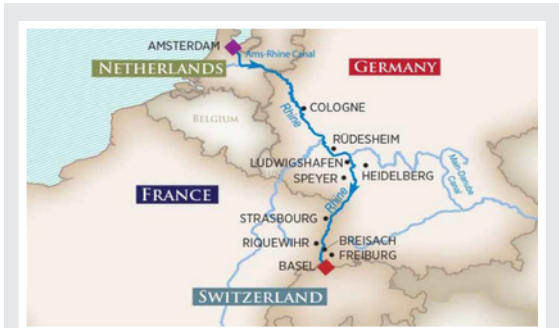 AMSTERDAM
Ams-Rhine Canal
NETHERLANDS
GERMANY
Rhine
COLOGNE
BELGIUM
RÜDESHEIM
LUDWIGSHAFEN
HEIDELBERG
SPEYER
Main-Danube
Canal
FRANCE
Rhine
STRASBOURG
RIQUEWIHR
BREISACH
FREIBURG
BASEL
SWITZERLAND